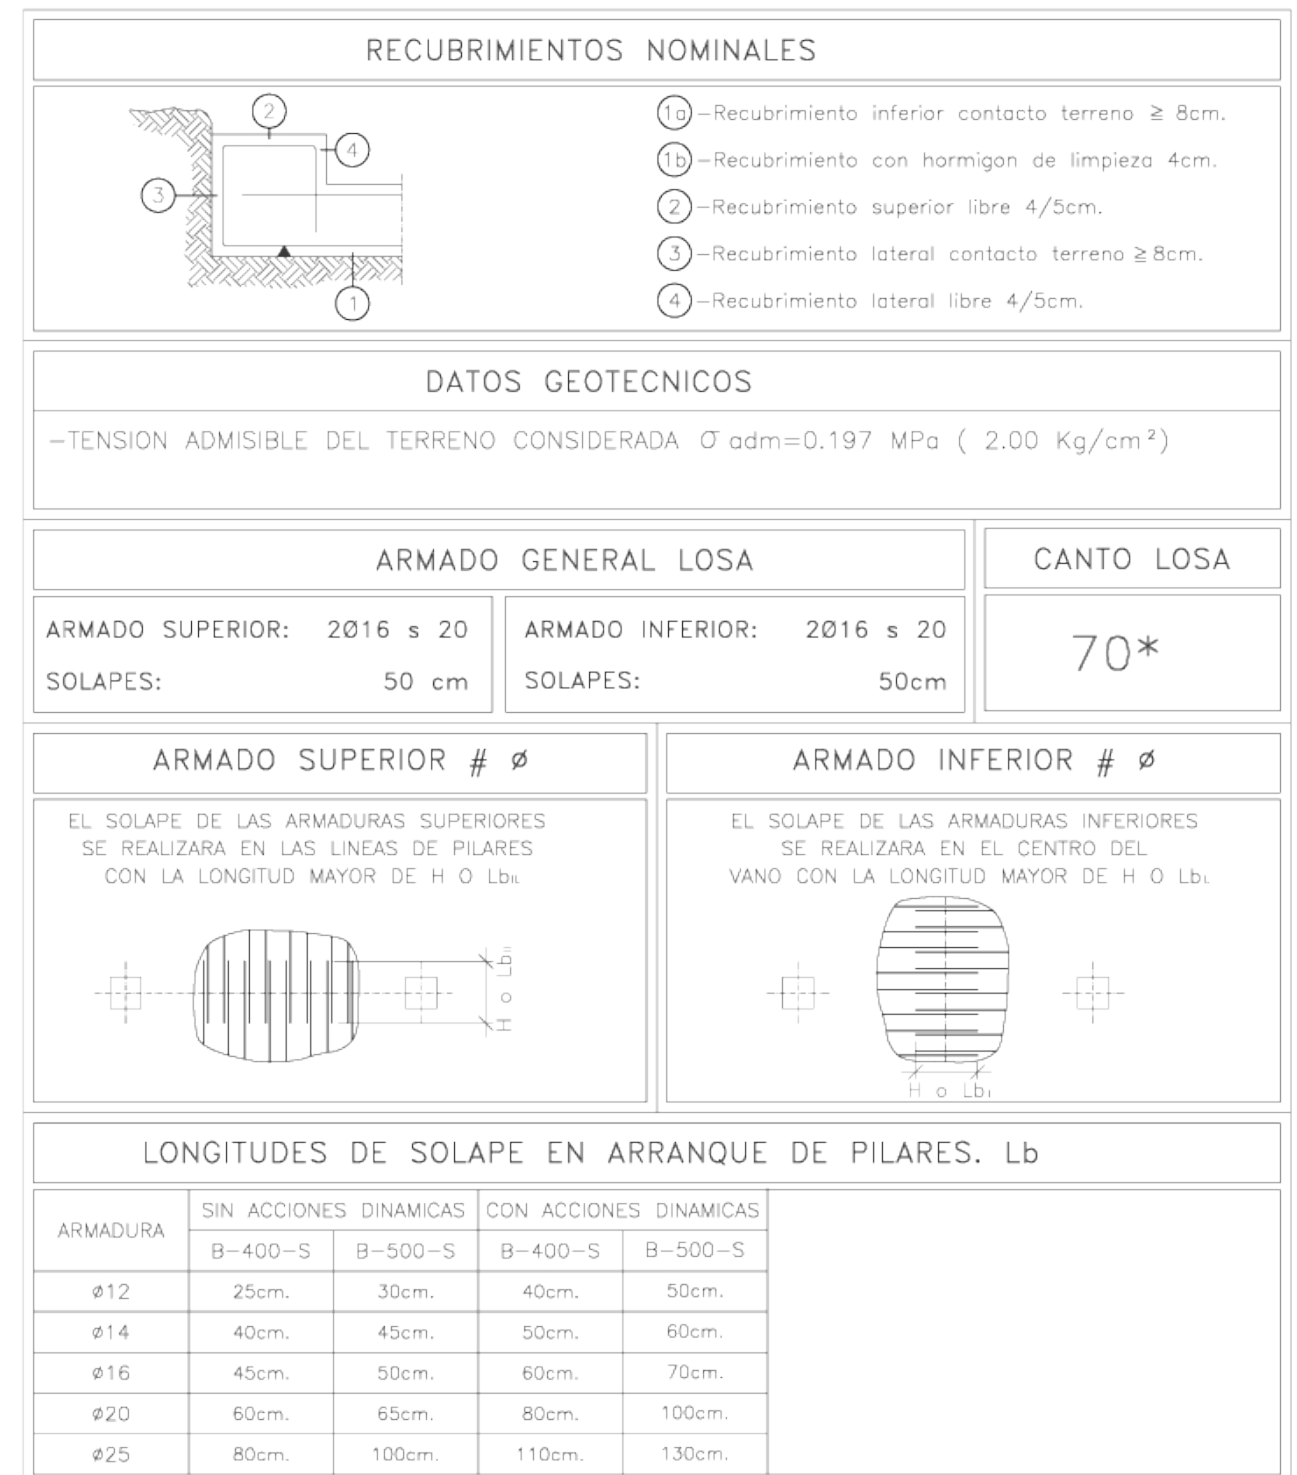 RECUBRIMIENTOS NOMINALES
2
4
3
1
1a -Recubrimiento inferior contacto terreno ≥ 8cm.
1b -Recubrimiento con hormigon de limpieza 4cm.
2 -Recubrimiento superior libre 4/5cm.
3 -Recubrimiento lateral contacto terreno ≧ 8cm.
4 -Recubrimiento lateral libre 4/5cm.
DATOS GEOTECNICOS
-TENSION ADMISIBLE DEL TERRENO CONSIDERADA σ adm=0.197 MPa ( 2.00 Kg/cm²)
ARMADO GENERAL LOSA
CANTO LOSA
ARMADO SUPERIOR: 2Ø16 s 20
SOLAPES: 50 cm
ARMADO INFERIOR: 2Ø16 s 20
SOLAPES: 50cm
70*
ARMADO SUPERIOR # ø
EL SOLAPE DE LAS ARMADURAS SUPERIORES
SE REALIZARA EN LAS LINEAS DE PILARES
CON LA LONGITUD MAYOR DE H O LbIL
H o LbII
ARMADO INFERIOR # ø
EL SOLAPE DE LAS ARMADURAS INFERIORES
SE REALIZARA EN EL CENTRO DEL
VANO CON LA LONGITUD MAYOR DE H O LbI.
H o LbI
LONGITUDES DE SOLAPE EN ARRANQUE DE PILARES. Lb
ARMADURA SIN ACCIONES DINAMICAS CON ACCIONES DINAMICAS
B-400-S B-500-S B-400-S B-500-S
ø12 25cm. 30cm. 40cm. 50cm.
ø14 40cm. 45cm. 50cm. 60cm.
ø16 45cm. 50cm. 60cm. 70cm.
ø20 60cm. 65cm. 80cm. 100cm.
ø25 80cm. 100cm. 110cm. 130cm.